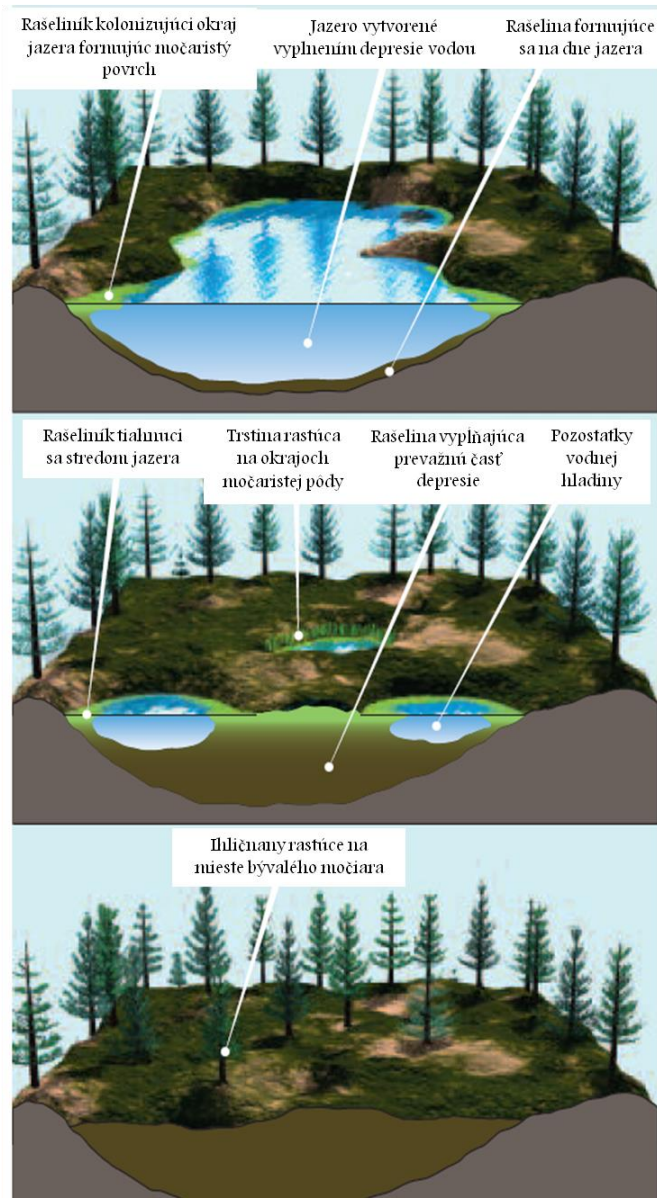 Rašeliník kolonizujúci okraj
jazera formujúc močaristý
povrch
Jazero vytvorené
vyplnením depresie vodou
Rašelina formujúce
sa na dne jazera
Rašeliník tiahnuci
sa stredom jazera
Trstina rastúca
na okrajoch
močaristej pôdy
Rašelina vypĺňajúca
prevažnú časť
depresie
Pozostatky
vodnej
hladiny
Ihličnany rastúce na
mieste bývalého močiara